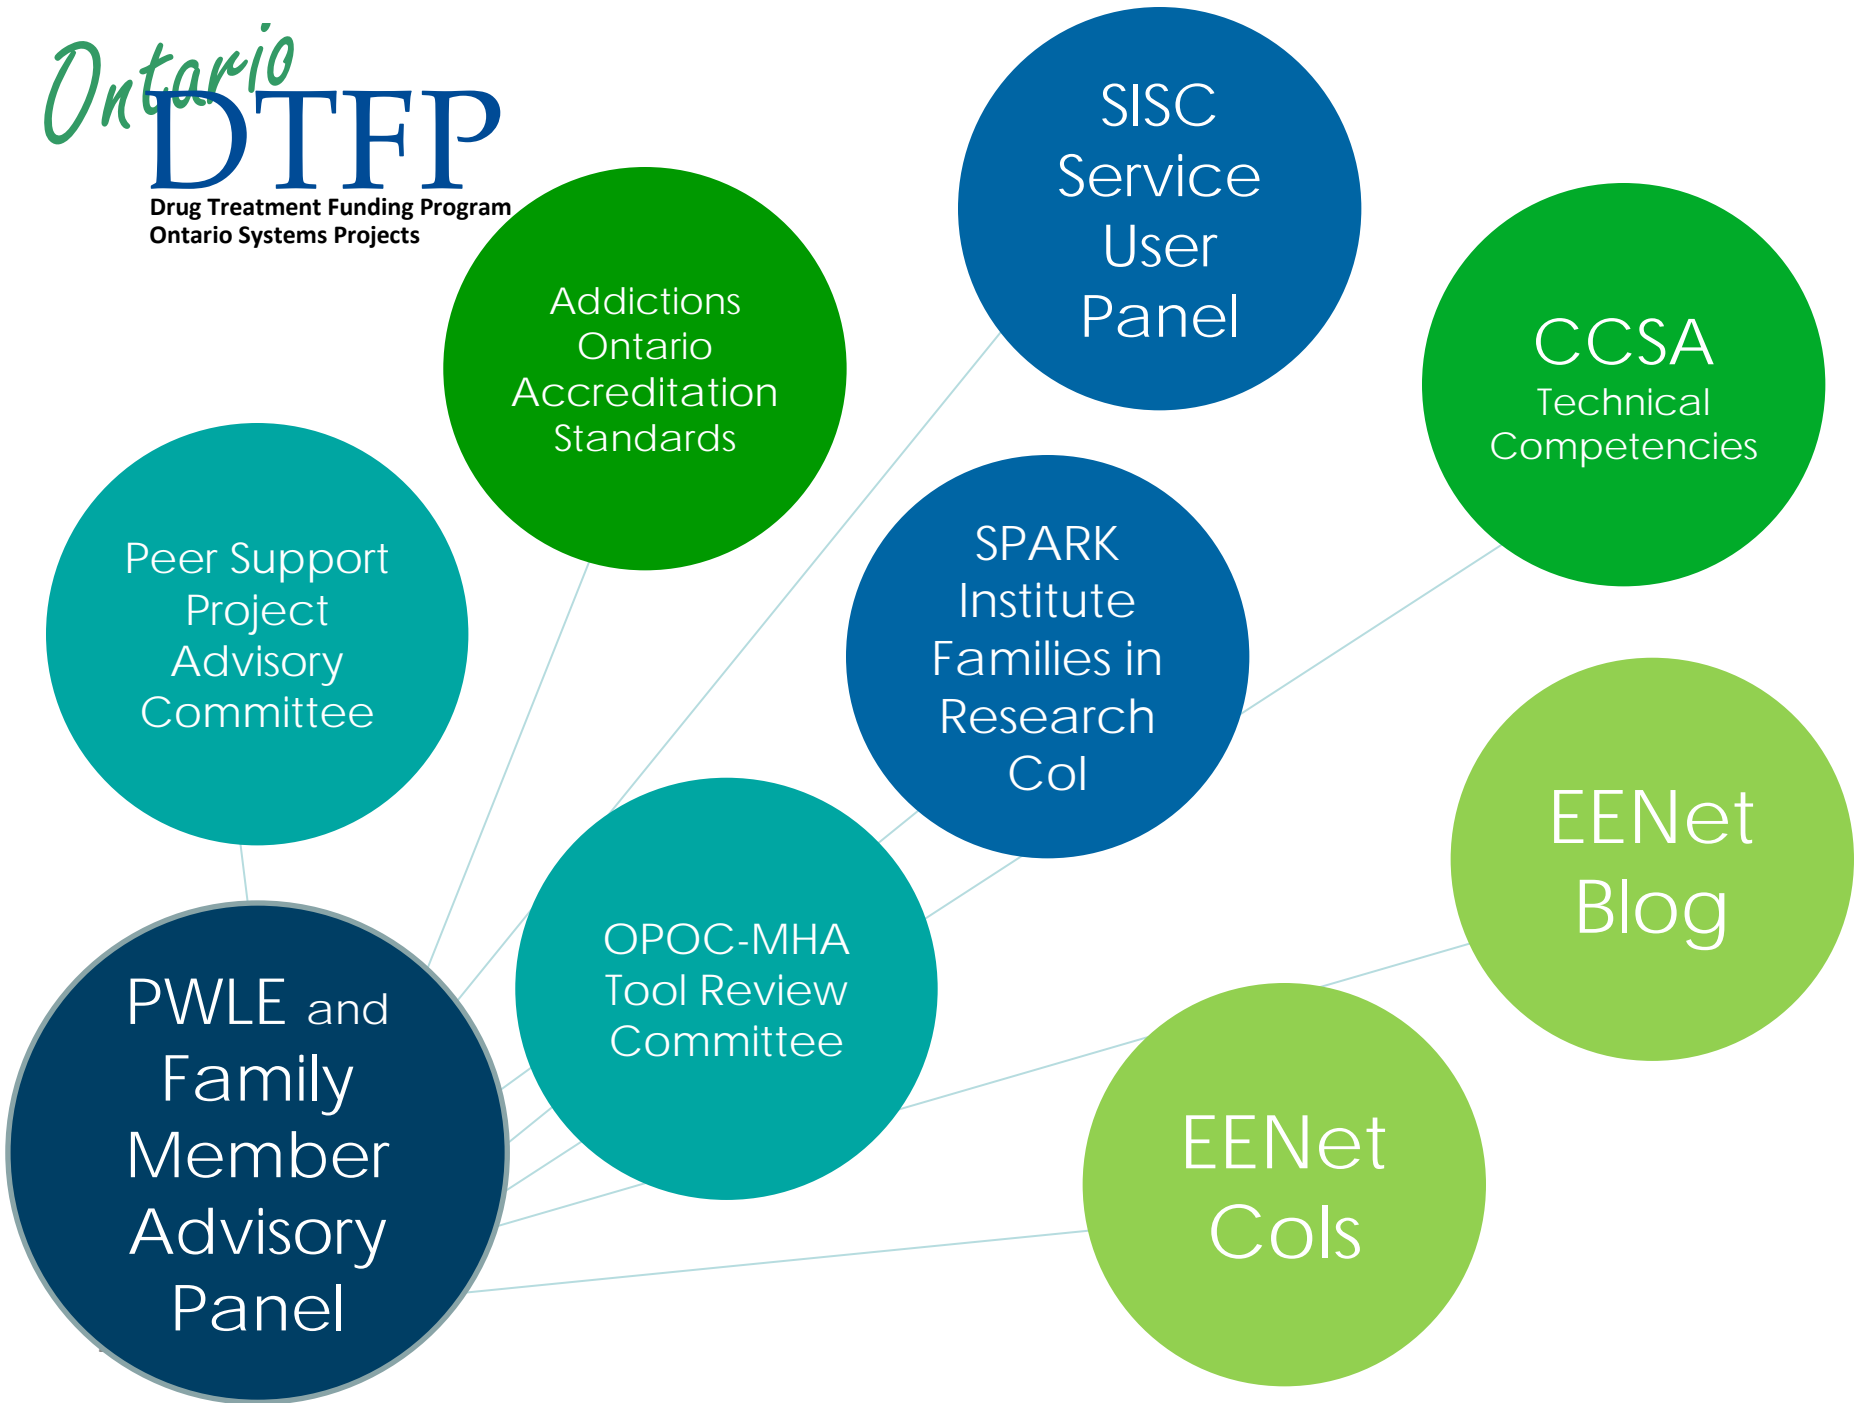 Ontario
DTFP
Drug Treatment Funding Program
Ontario Systems Projects
SISC
Service
User
Panel
Addictions
Ontario
Accreditation
Standards
CCSA
Technical
Competencies
Peer Support
Project
Advisory
Committee
SPARK
Institute
Families in
Research
CoI
EENet
Blog
OPOC-MHA
Tool Review
Committee
PWLE and
Family
Member
Advisory
Panel
EENet
CoIs